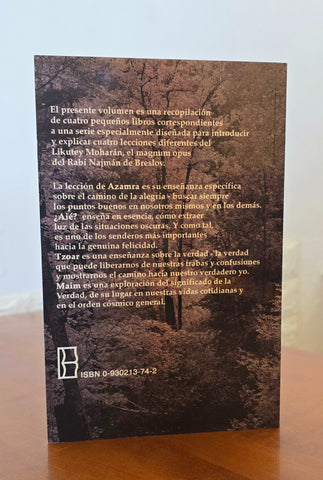 El presente volumen es una recupilación
de cuatro pequeños libros correspondientes
a una serie especialmente diseñada para introducir
y explicar cuatro lecciones diferentes del
Likutey Moharán, el magnum opus
del Rabí Najmán de Breslov.
La lección de Azamra es su enseñanza específica
sobre el camino de la alegría - buscar siempre
los puntos buenos en nosotros mismos y en los demás.
¿Aié? enseña en esencia, cómo extraer
luz de las situaciones oscuras. Y como tal,
es uno de los senderos más importantes
hacia la genuina felicidad.
Tzoar es una enseñanza sobre la verdad - la verdad
que puede liberarnos de nuestras trabas y confusiones
y mostrarnos el camino hacia nuestro verdadero yo.
Maim es una exploración del significado de la
Verdad, de su lugar en nuestras vidas cotidianas y
en el orden cósmico general.
ISBN 0-930213-74-2